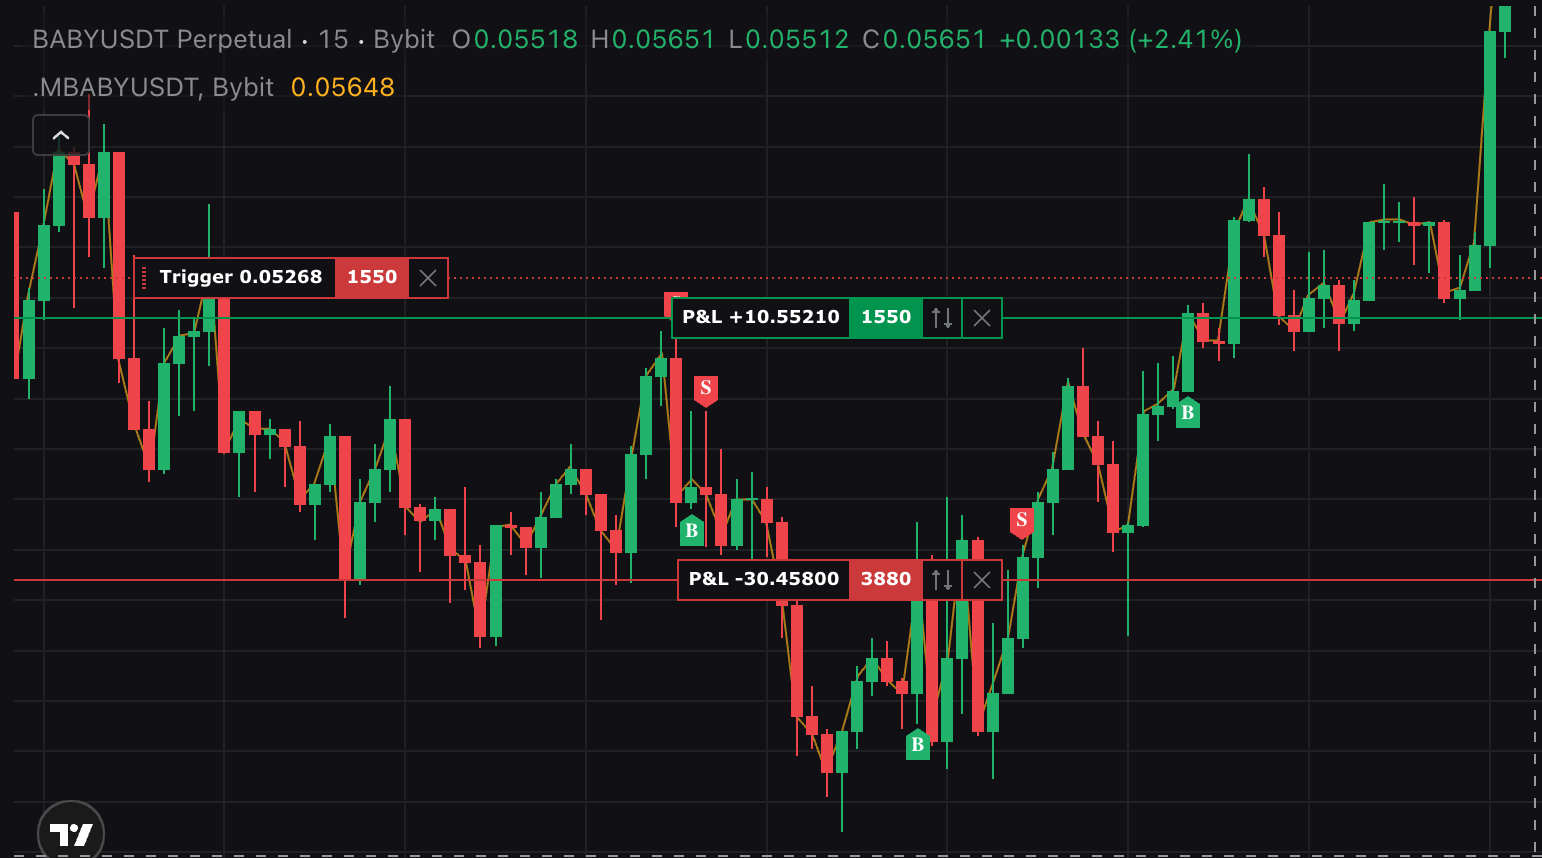 BABYUSDT Perpetual · 15 · Bybit O0.05518 H0.05651 L0.05512 C0.05651 +0.00133 (+2.41%)
.MBABYUSDT, Bybit 0.05648
Trigger 0.05268 1550
P&L +10.55210 1550
S
B
B
S
P&L -30.45800 3880
B